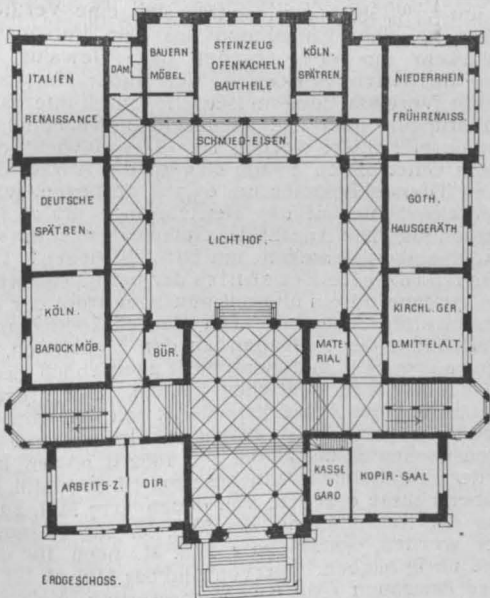 ITALIEN
RENAISSANCE
DAM.
BAUERN-
MÖBEL
STEINZEUG
OFENKACHELN
BAUTHEILE
KÖLN.
SPÄTREN.
NIEDERRHEIN
FRÜHRENAISS.
SCHMIED-EISEN
DEUTSCHE
SPÄTREN.
LICHTHOF.
GOTH.
HAUSGERÄTH
KÖLN.
BAROCKMÖB.
BÜR.
MATE-
RIAL
KIRCHL. GER.
D. MITTELALT.
ARBEITS-Z.
DIR.
KASSE
U
GARD
KOPIR-SAAL
ERDGESCHOSS.